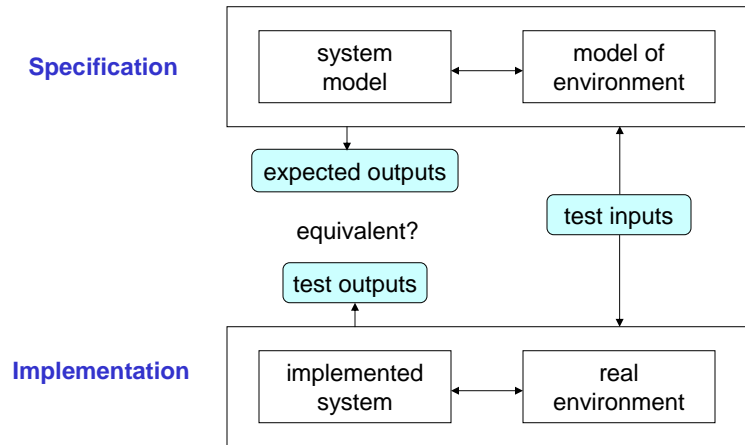 Specification
system
model
model of
environment
expected outputs
test inputs
equivalent?
test outputs
Implementation
implemented
system
real
environment